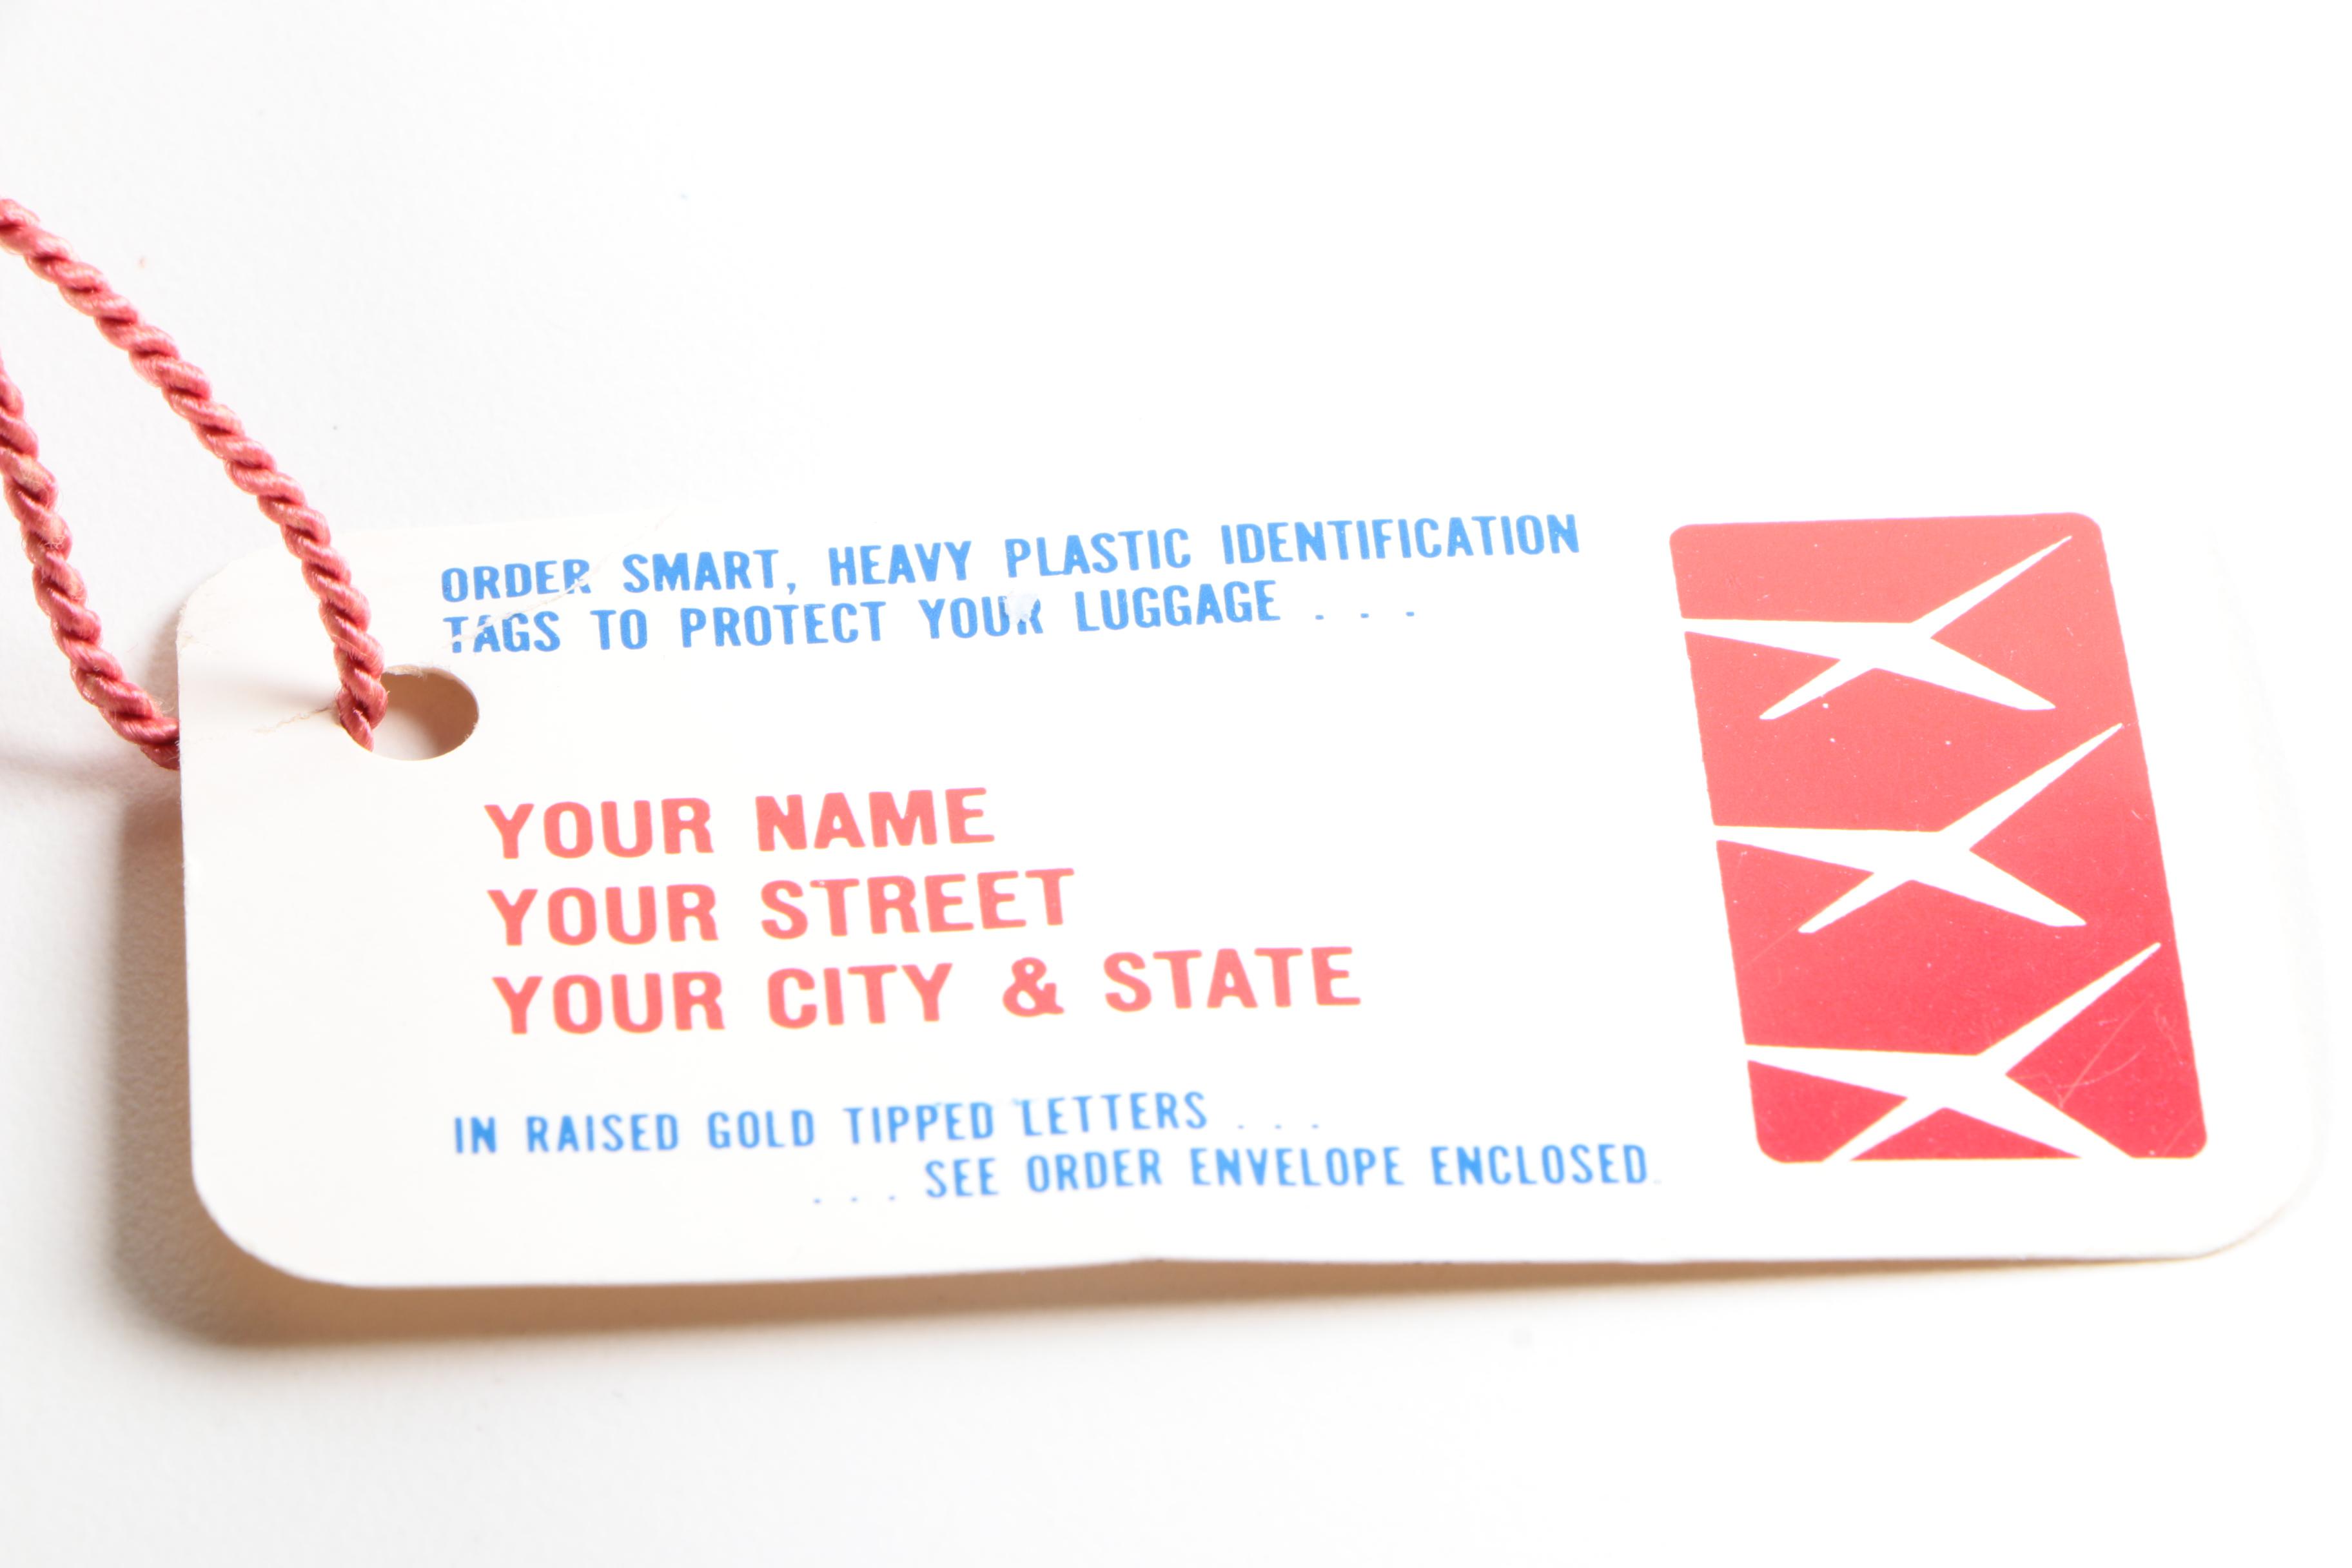 ORDER SMART, HEAVY PLASTIC IDENTIFICATION
TAGS TO PROTECT YOUR LUGGAGE . . .
YOUR NAME
YOUR STREET
YOUR CITY & STATE
IN RAISED GOLD TIPPED LETTERS . . .
. . . SEE ORDER ENVELOPE ENCLOSED